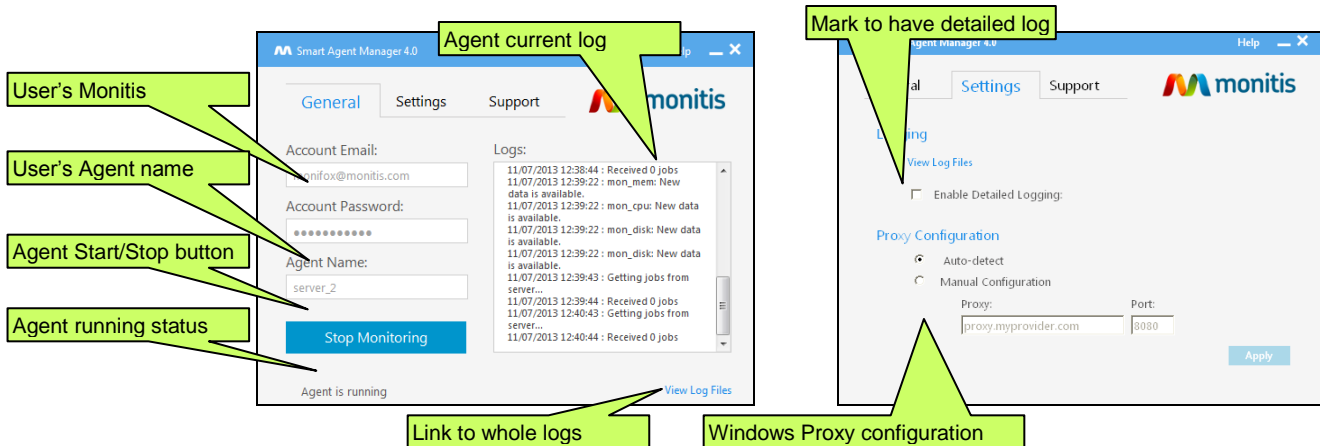 Agent current log
Mark to have detailed log
Smart Agent Manager 4.0
User's Monitis
General Settings Support
monitis
Account Email:
monifox@monitis.com
User's Agent name
Account Password:
Agent Start/Stop button
Agent Name:
server_2
Agent running status
Stop Monitoring
Agent is running
Logs:
11/07/2013 12:38:44 : Received 0 jobs
11/07/2013 12:39:22 : mon_mem: New
data is available.
11/07/2013 12:39:22 : mon_cpu: New data
is available.
11/07/2013 12:39:22 : mon_disk: New data
is available.
11/07/2013 12:39:22 : mon_disk: New data
is available.
11/07/2013 12:39:43 : Getting jobs from
server...
11/07/2013 12:39:44 : Received 0 jobs
11/07/2013 12:40:43 : Getting jobs from
server...
11/07/2013 12:40:44 : Received 0 jobs
View Log Files
Link to whole logs
Agent Manager 4.0
Help
Settings Support
monitis
View Log Files
Enable Detailed Logging:
Proxy Configuration
Auto-detect
Manual Configuration
Proxy: Port:
proxy.myprovider.com 8080
Apply
Windows Proxy configuration